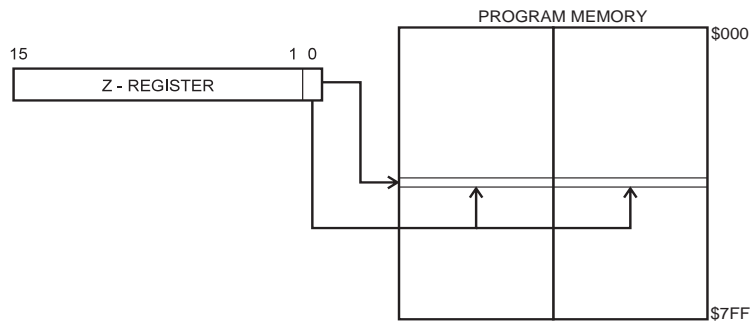 PROGRAM MEMORY
$000
15 1 0
Z - REGISTER
$7FF